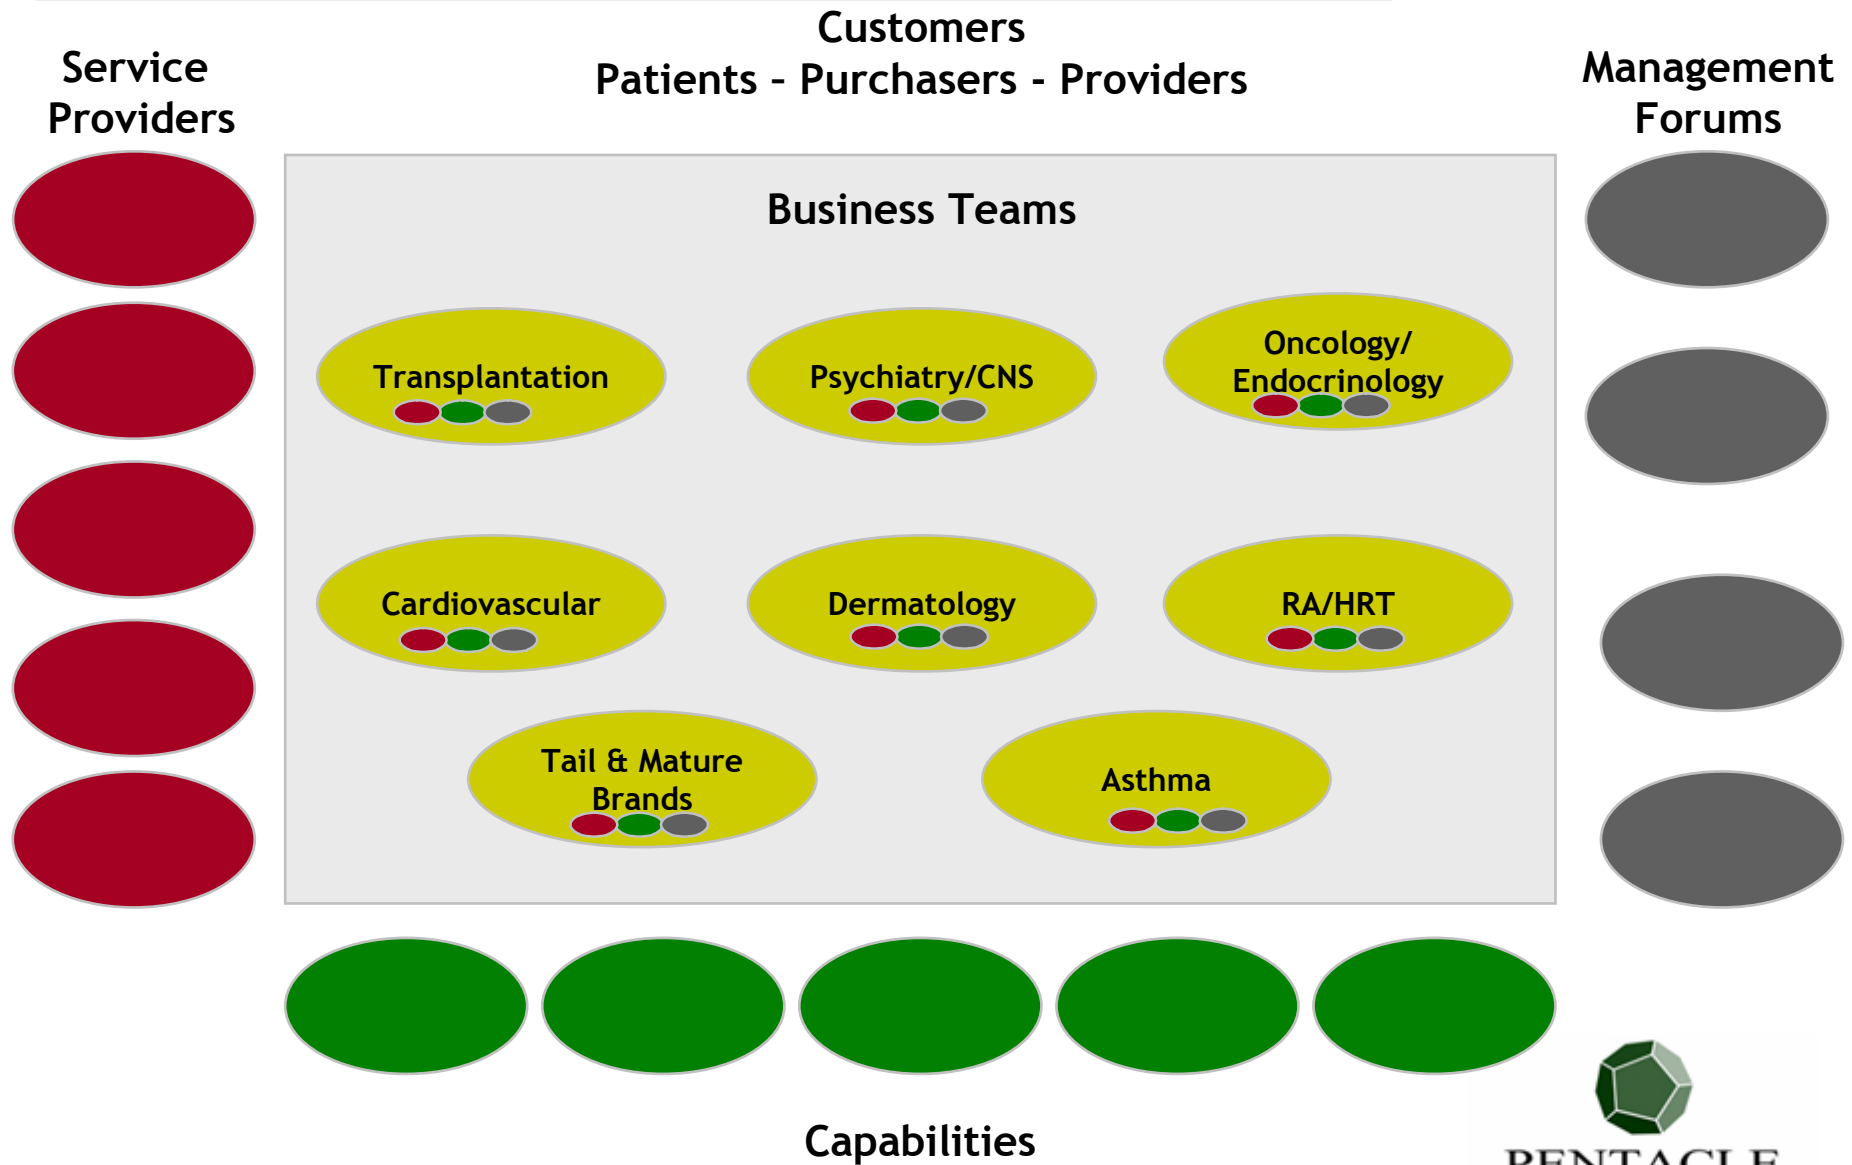 Customers
Patients – Purchasers - Providers
Service
Providers
Management
Forums
Business Teams
Transplantation
Psychiatry/CNS
Oncology/
Endocrinology
Cardiovascular
Dermatology
RA/HRT
Tail & Mature
Brands
Asthma
Capabilities
PENTACLE